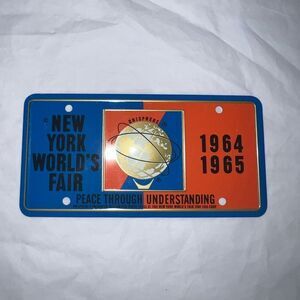 UNISPHERE
NEW
YORK
WORLD'S
FAIR
1964
1965
PEACE THROUGH UNDERSTANDING